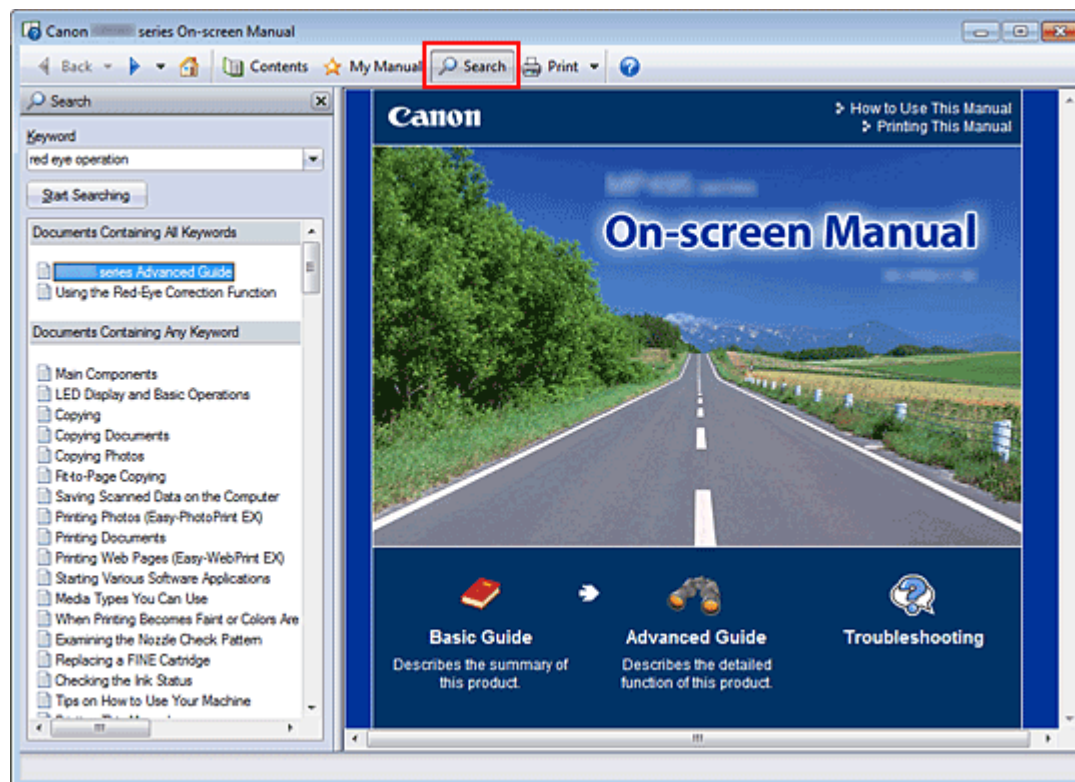 Canon series On-screen Manual
Back Contents My Manual Search Print
Search
Keyword
red eye operation
Start Searching
Documents Containing All Keywords
series Advanced Guide
Using the Red-Eye Correction Function
Documents Containing Any Keyword
Main Components
LED Display and Basic Operations
Copying
Copying Documents
Copying Photos
Fit-to-Page Copying
Saving Scanned Data on the Computer
Printing Photos (Easy-PhotoPrint EX)
Printing Documents
Printing Web Pages (Easy-WebPrint EX)
Starting Various Software Applications
Media Types You Can Use
When Printing Becomes Faint or Colors Are
Examining the Nozzle Check Pattern
Replacing a FINE Cartridge
Checking the Ink Status
Tips on How to Use Your Machine
Canon
How to Use This Manual
Printing This Manual
series
On-screen Manual
Basic Guide
Describes the summary of
this product.
Advanced Guide
Describes the detailed
function of this product.
Troubleshooting